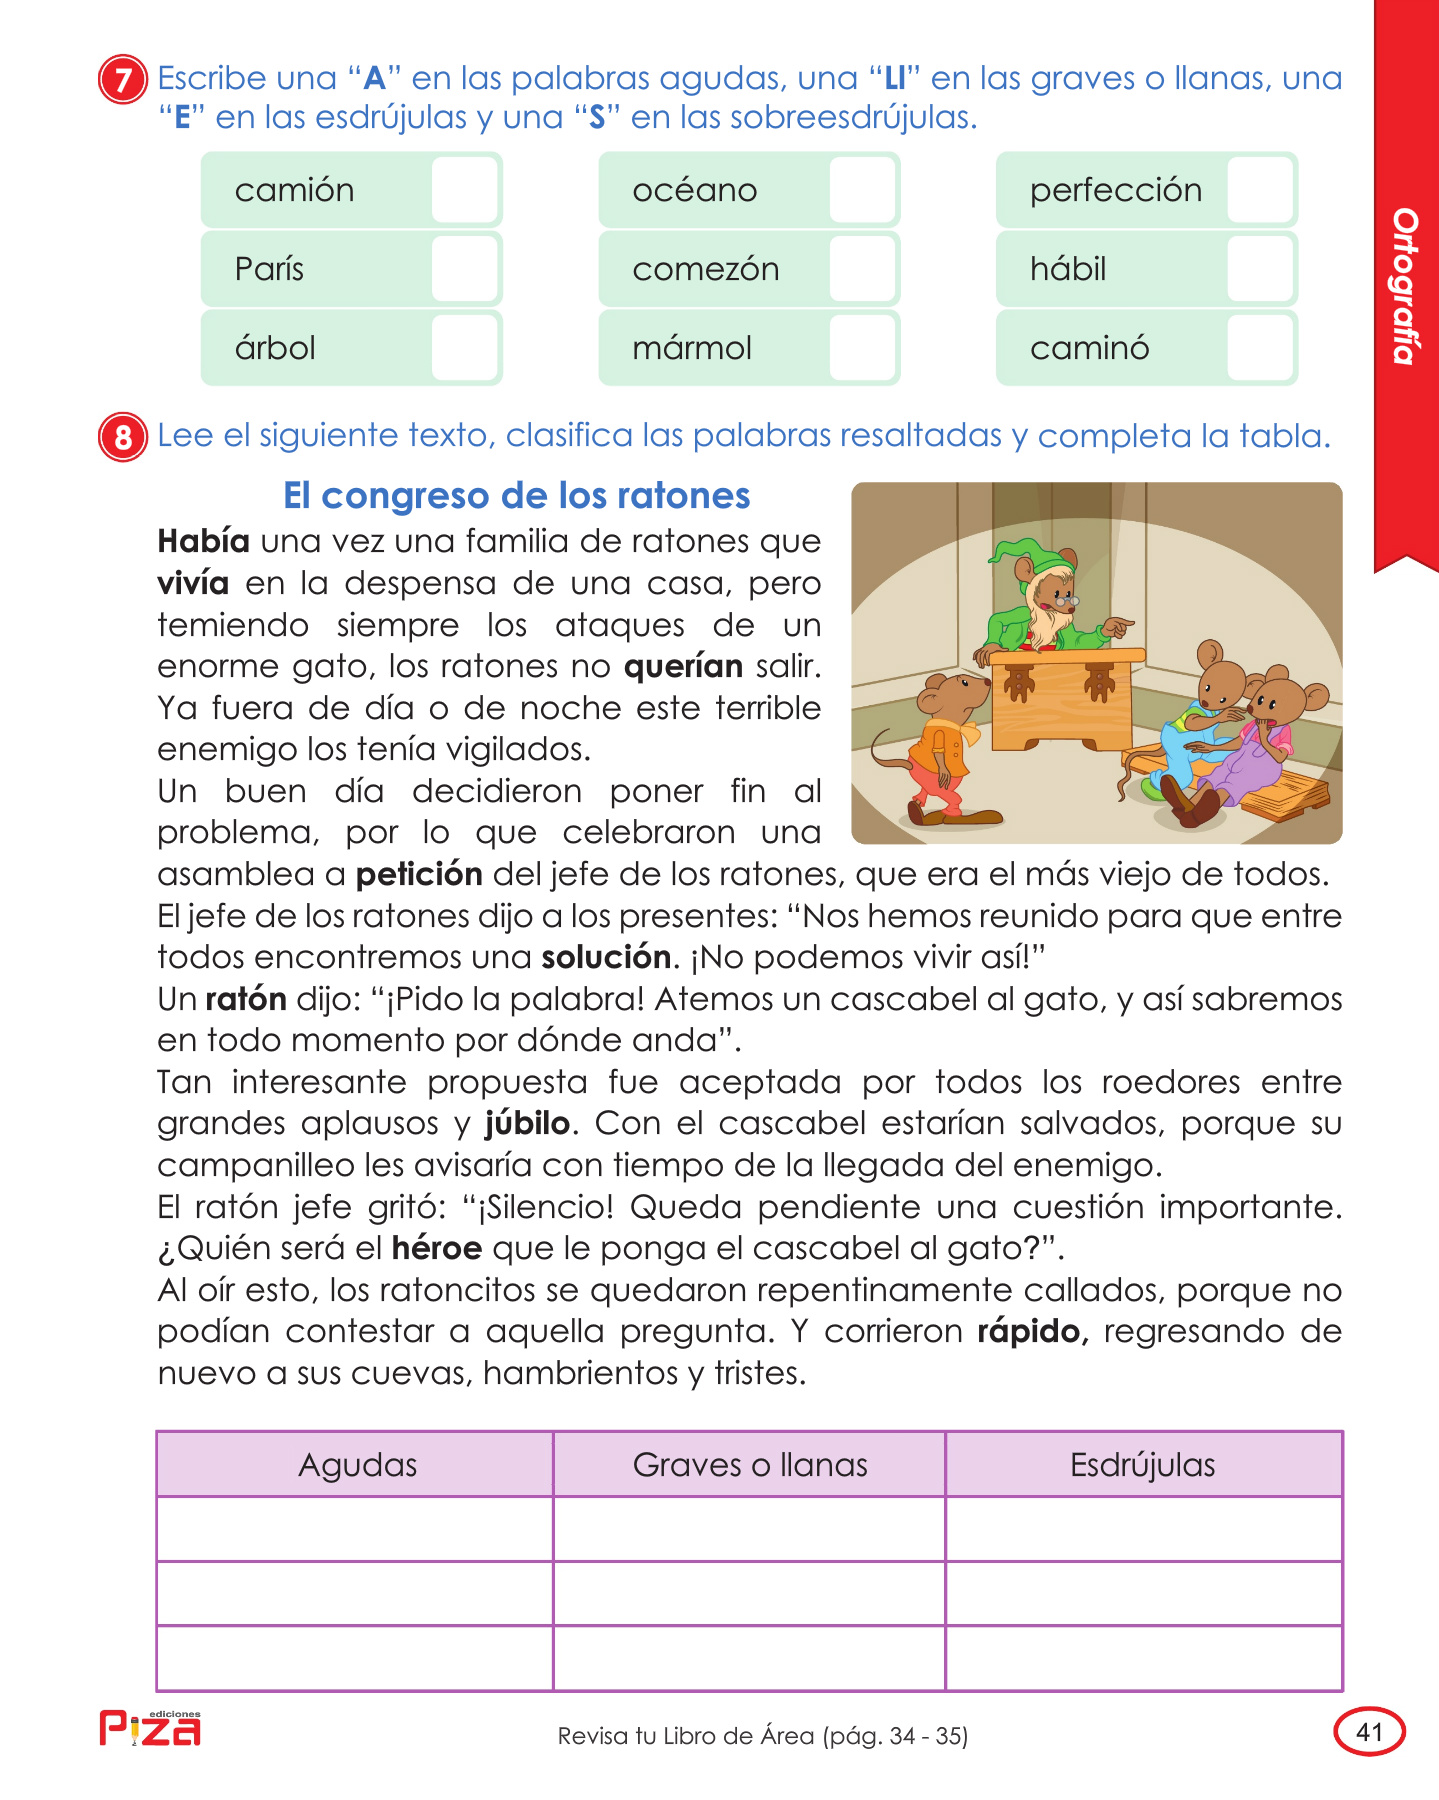 7 Escribe una “A” en las palabras agudas, una “Ll” en las graves o llanas, una
“E” en las esdrújulas y una “S” en las sobreesdrújulas.
camión
océano
perfección
París
comezón
hábil
árbol
mármol
caminó
Ortografía
8 Lee el siguiente texto, clasifica las palabras resaltadas y completa la tabla.
El congreso de los ratones
Había una vez una familia de ratones que
vivía en la despensa de una casa, pero
temiendo siempre los ataques de un
enorme gato, los ratones no querían salir.
Ya fuera de día o de noche este terrible
enemigo los tenía vigilados.
Un buen día decidieron poner fin al
problema, por lo que celebraron una
asamblea a petición del jefe de los ratones, que era el más viejo de todos.
El jefe de los ratones dijo a los presentes: “Nos hemos reunido para que entre
todos encontremos una solución. ¡No podemos vivir así!”
Un ratón dijo: “¡Pido la palabra! Atemos un cascabel al gato, y así sabremos
en todo momento por dónde anda”.
Tan interesante propuesta fue aceptada por todos los roedores entre
grandes aplausos y júbilo. Con el cascabel estarían salvados, porque su
campanilleo les avisaría con tiempo de la llegada del enemigo.
El ratón jefe gritó: “¡Silencio! Queda pendiente una cuestión importante.
¿Quién será el héroe que le ponga el cascabel al gato?”.
Al oír esto, los ratoncitos se quedaron repentinamente callados, porque no
podían contestar a aquella pregunta. Y corrieron rápido, regresando de
nuevo a sus cuevas, hambrientos y tristes.
Agudas
Graves o llanas
Esdrújulas
ediciones
Piza
Revisa tu Libro de Área (pág. 34 - 35)
41